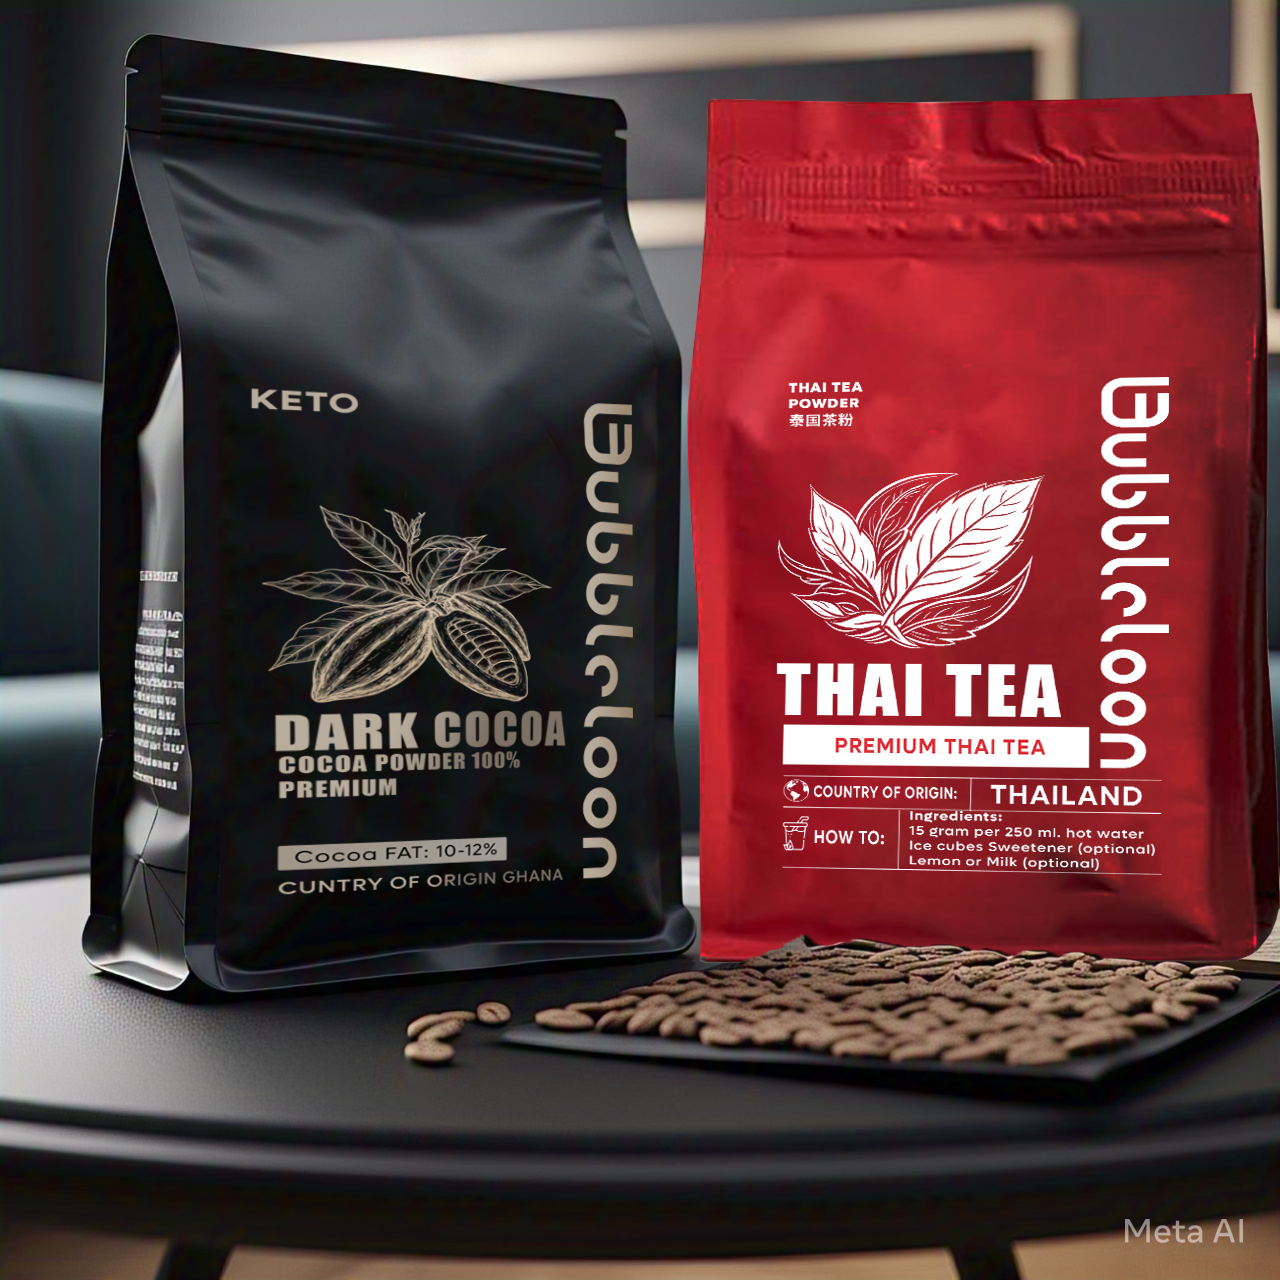 KETO
Bubbleloon
DARK COCOA
COCOA POWDER 100%
PREMIUM
Cocoa FAT: 10-12%
CUNTRY OF ORIGIN GHANA
THAI TEA
POWDER
泰国茶粉
Bubbleloon
THAI TEA
PREMIUM THAI TEA
COUNTRY OF ORIGIN: THAILAND
HOW TO:
Ingredients:
15 gram per 250 ml. hot water
Ice cubes Sweetener (optional)
Lemon or Milk (optional)
Meta AI